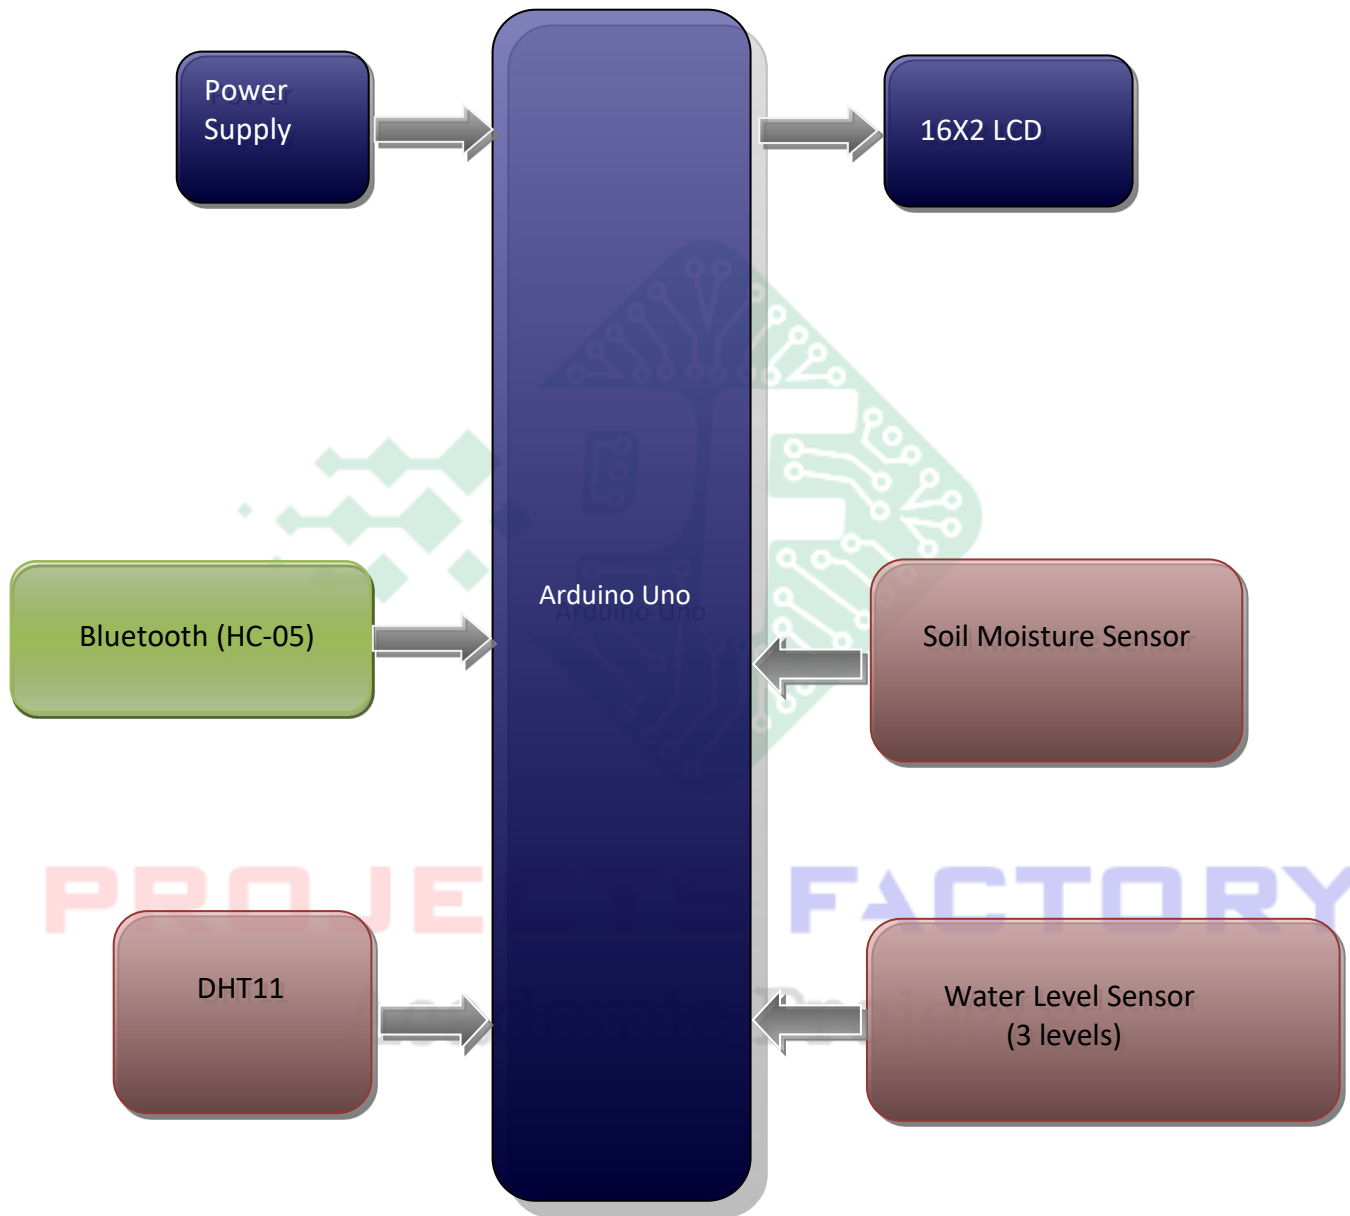 Power
Supply
16X2 LCD
Arduino Uno
Bluetooth (HC-05)
Soil Moisture Sensor
PROJECTS FACTORY
DHT11
Water Level Sensor
(3 levels)